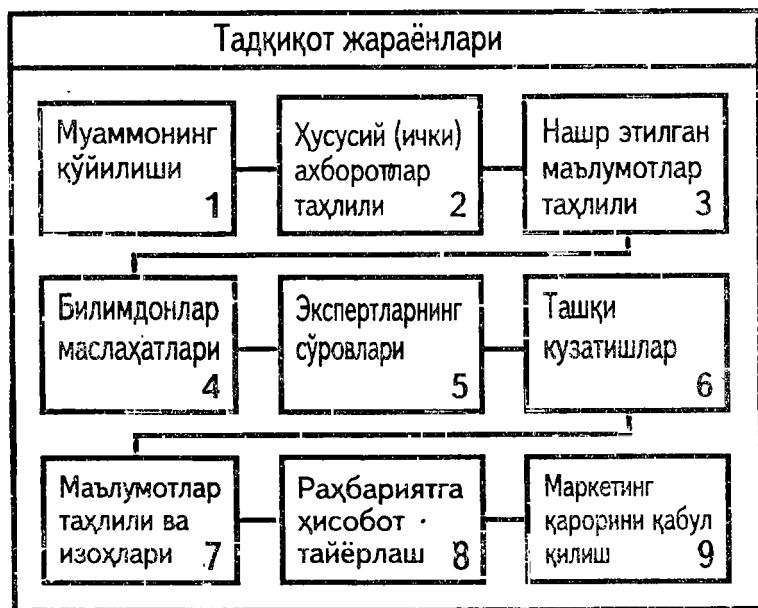 Тадқиқот жараёнлари
Муаммонинг
қўйилиши
1
Ҳусусий (ички)
ахборотлар
таҳлили 2
Нашр этилган
маълумотлар
таҳлили 3
Билимдонлар
маслаҳатлари
4
Экспертларнинг
сўровлари
5
Ташқи
кузатишлар
6
Маълумотлар
таҳлили ва
изоҳлари 7
Раҳбариятга
ҳисобот
тайёрлаш 8
Маркетинг
қарорини қабул
қилиш 9